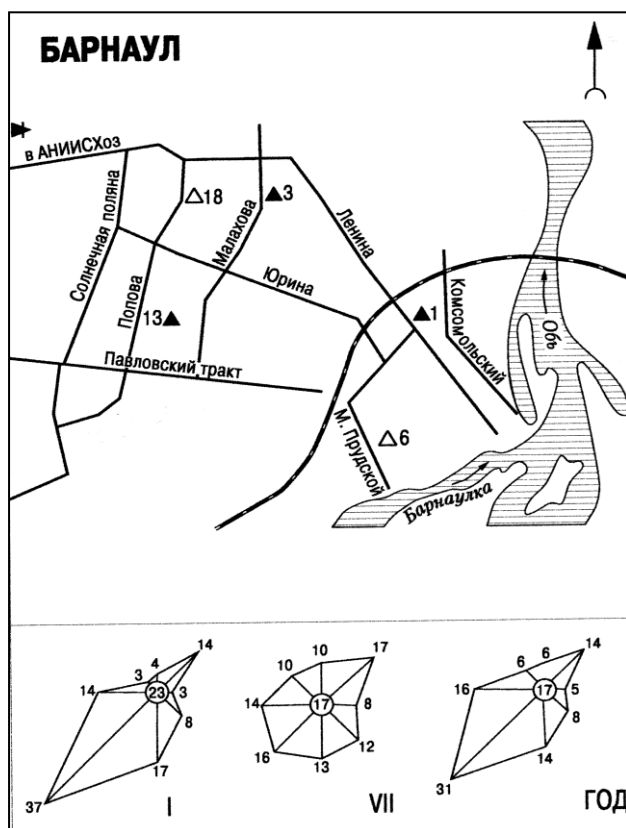 БАРНАУЛ
в АНИИСХоз
18
3
Солнечная поляна
Малахова
Ленина
Юрина
Попова
13
1
Комсомольский
Обь
Павловский тракт
М. Прудской
6
Барнаулка
14
4
3
14
23
3
8
17
37
I
10
10
17
14
17
8
12
16
13
VII
6
6
14
16
17
5
8
14
31
ГОД